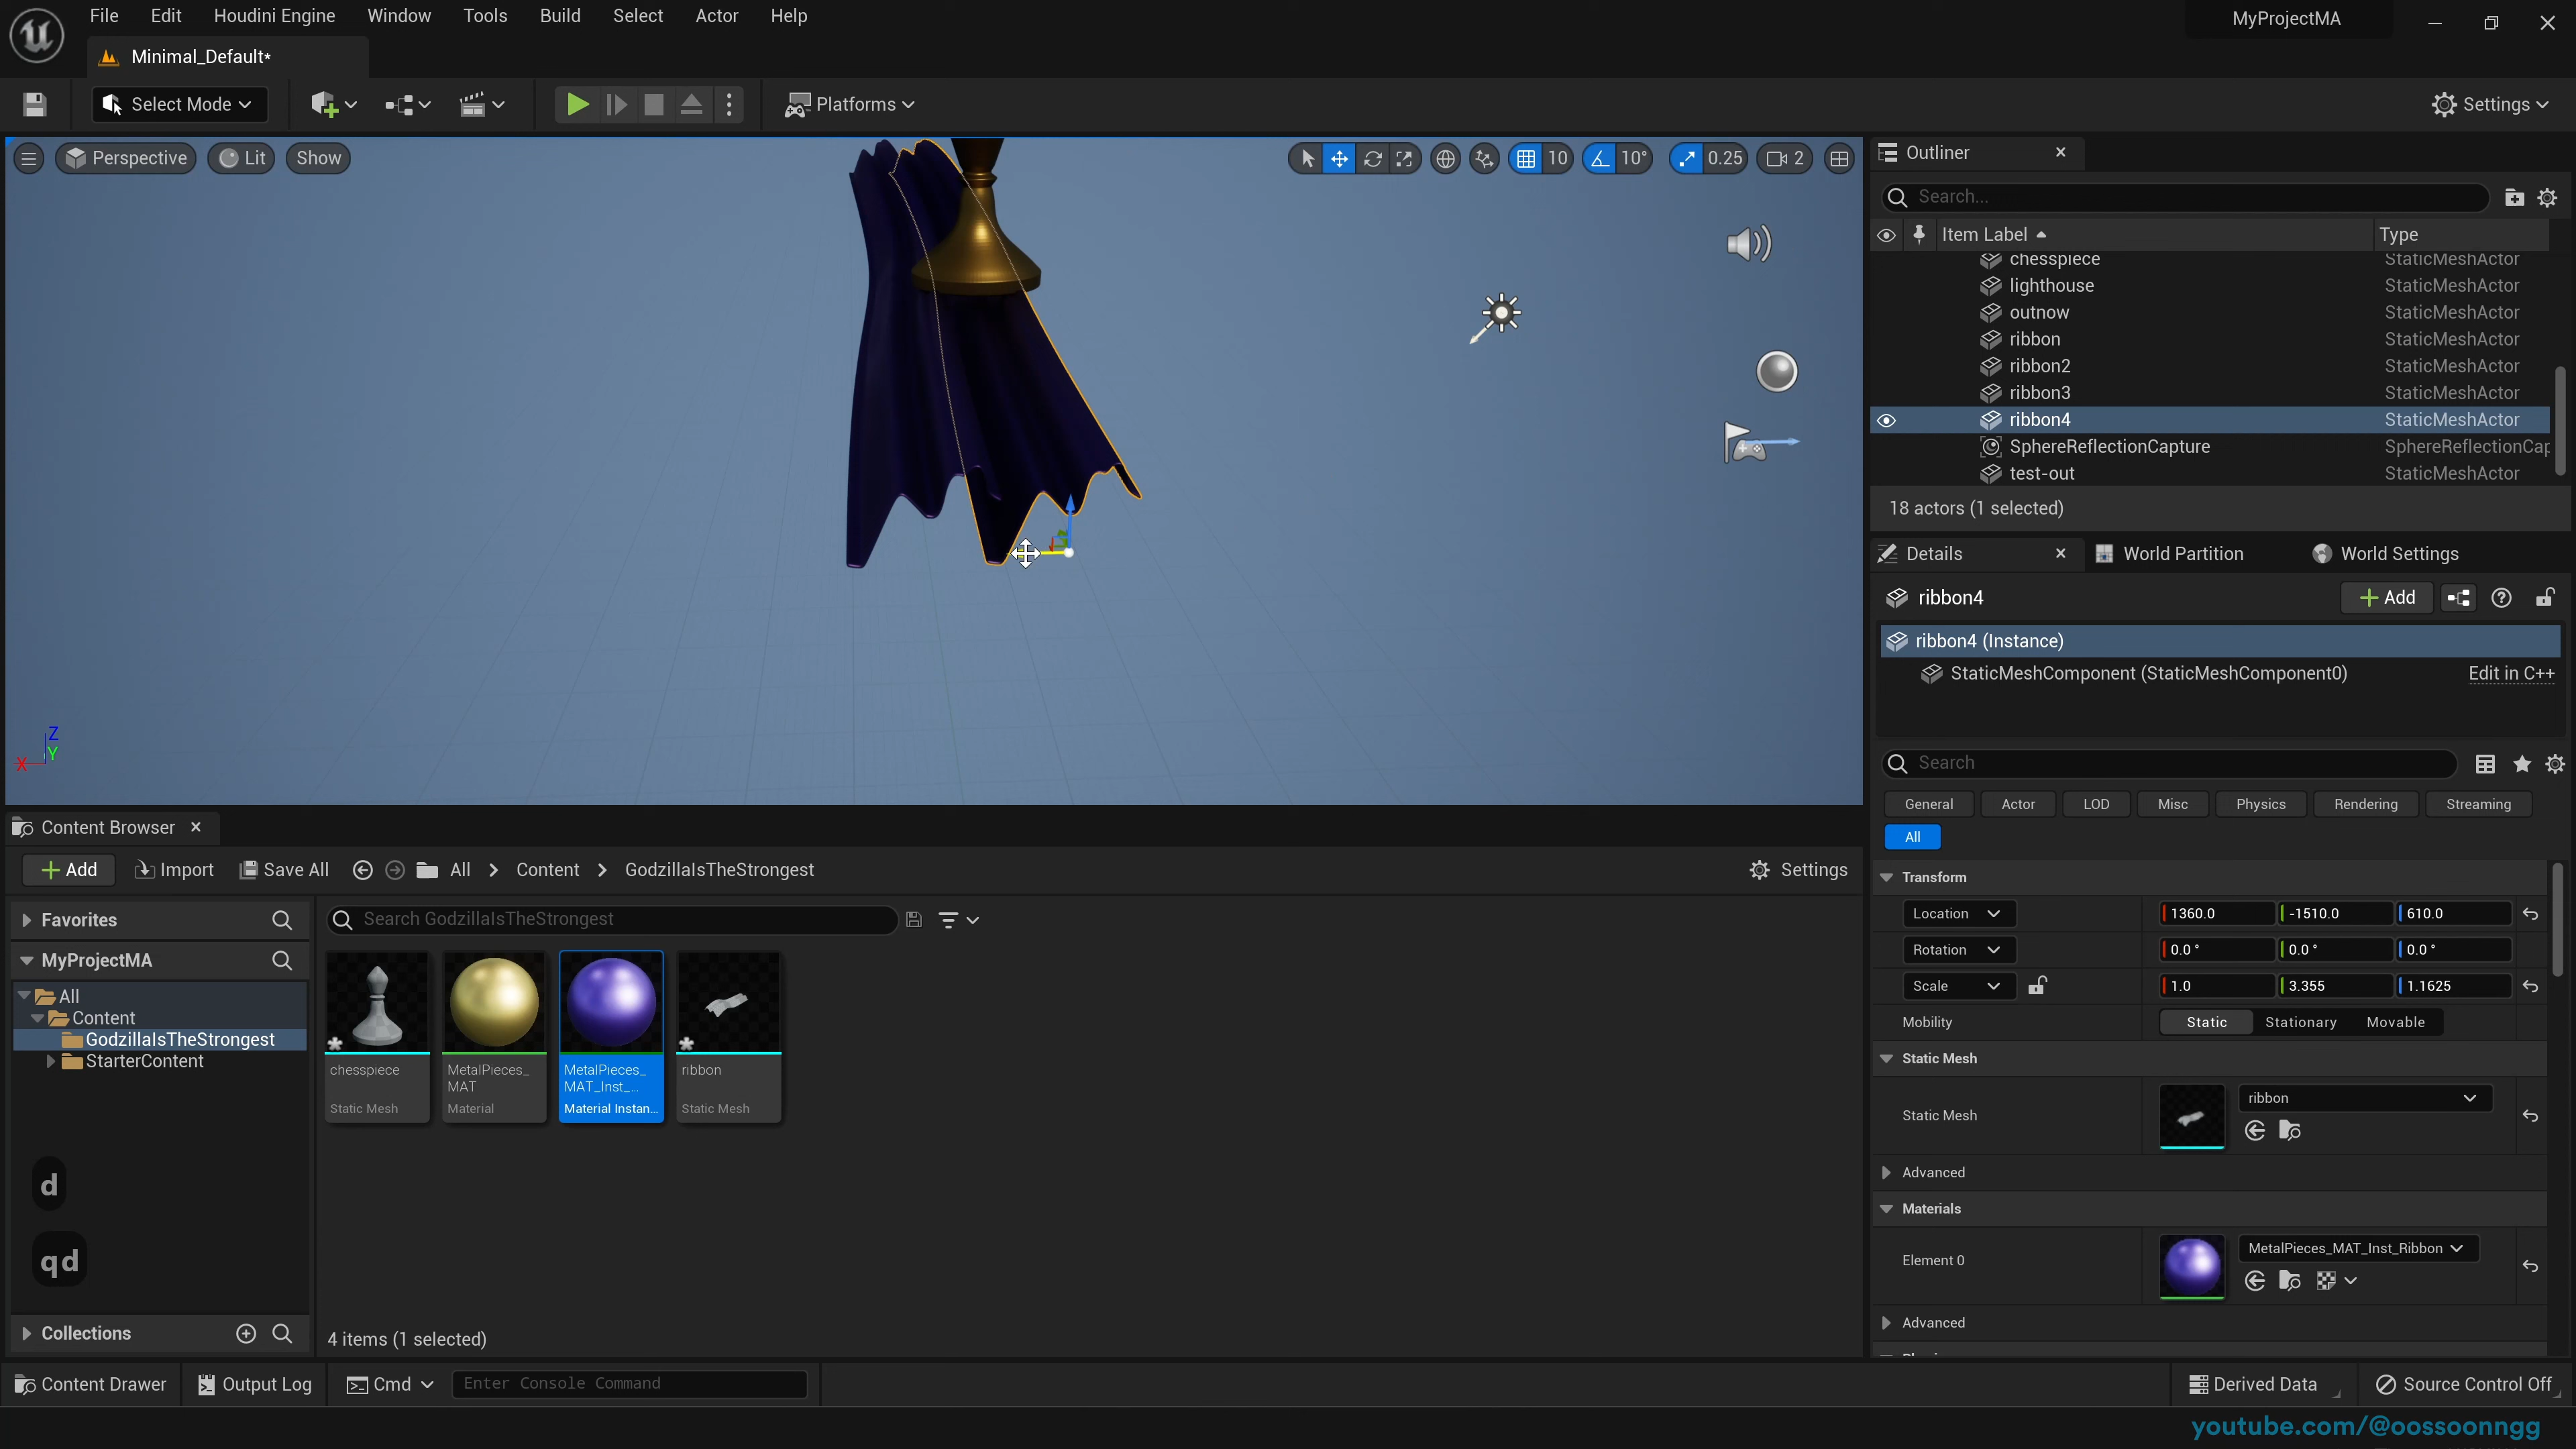 File Edit Houdini Engine Window Tools Build Select Actor Help
MyProjectMA
Minimal_Default*
Select Mode
Platforms
Settings
Perspective Lit Show
10 10° 0.25 2
Z
Y
X
Outliner
Search...
Item Label Type
chesspiece StaticMeshActor
lighthouse StaticMeshActor
outnow StaticMeshActor
ribbon StaticMeshActor
ribbon2 StaticMeshActor
ribbon3 StaticMeshActor
ribbon4 StaticMeshActor
SphereReflectionCapture SphereReflectionCap
test-out StaticMeshActor
18 actors (1 selected)
Details World Partition World Settings
ribbon4 Add
ribbon4 (Instance)
StaticMeshComponent (StaticMeshComponent0) Edit in C++
Search
General Actor LOD Misc Physics Rendering Streaming
All
Transform
Location 1360.0 -1510.0 610.0
Rotation 0.0 ° 0.0 ° 0.0 °
Scale 1.0 3.355 1.1625
Mobility Static Stationary Movable
Static Mesh
Static Mesh ribbon
Advanced
Materials
Element 0 MetalPieces_MAT_Inst_Ribbon
Advanced
Content Browser
Add Import Save All All Content GodzillaIsTheStrongest Settings
Favorites
MyProjectMA
All
Content
GodzillaIsTheStrongest
StarterContent
d
qd
Collections
Search GodzillaIsTheStrongest
chesspiece
Static Mesh
MetalPieces_
MAT
Material
MetalPieces_
MAT_Inst_...
Material Instan...
ribbon
Static Mesh
4 items (1 selected)
Content Drawer Output Log Cmd Enter Console Command Derived Data Source Control Off
youtube.com/@oossoonngg